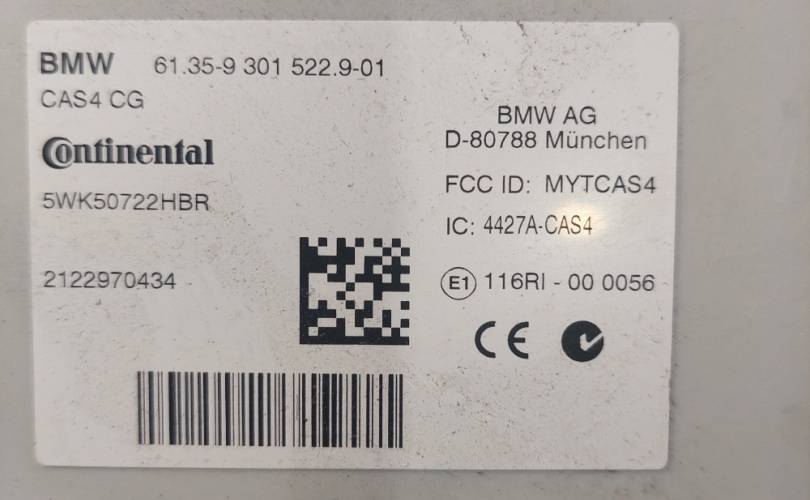 BMW 61.35-9 301 522.9-01
CAS4 CG
Continental
5WK50722HBR
2122970434
BMW AG
D-80788 München
FCC ID: MYTCAS4
IC: 4427A-CAS4
E1 116RI - 00 0056
CE